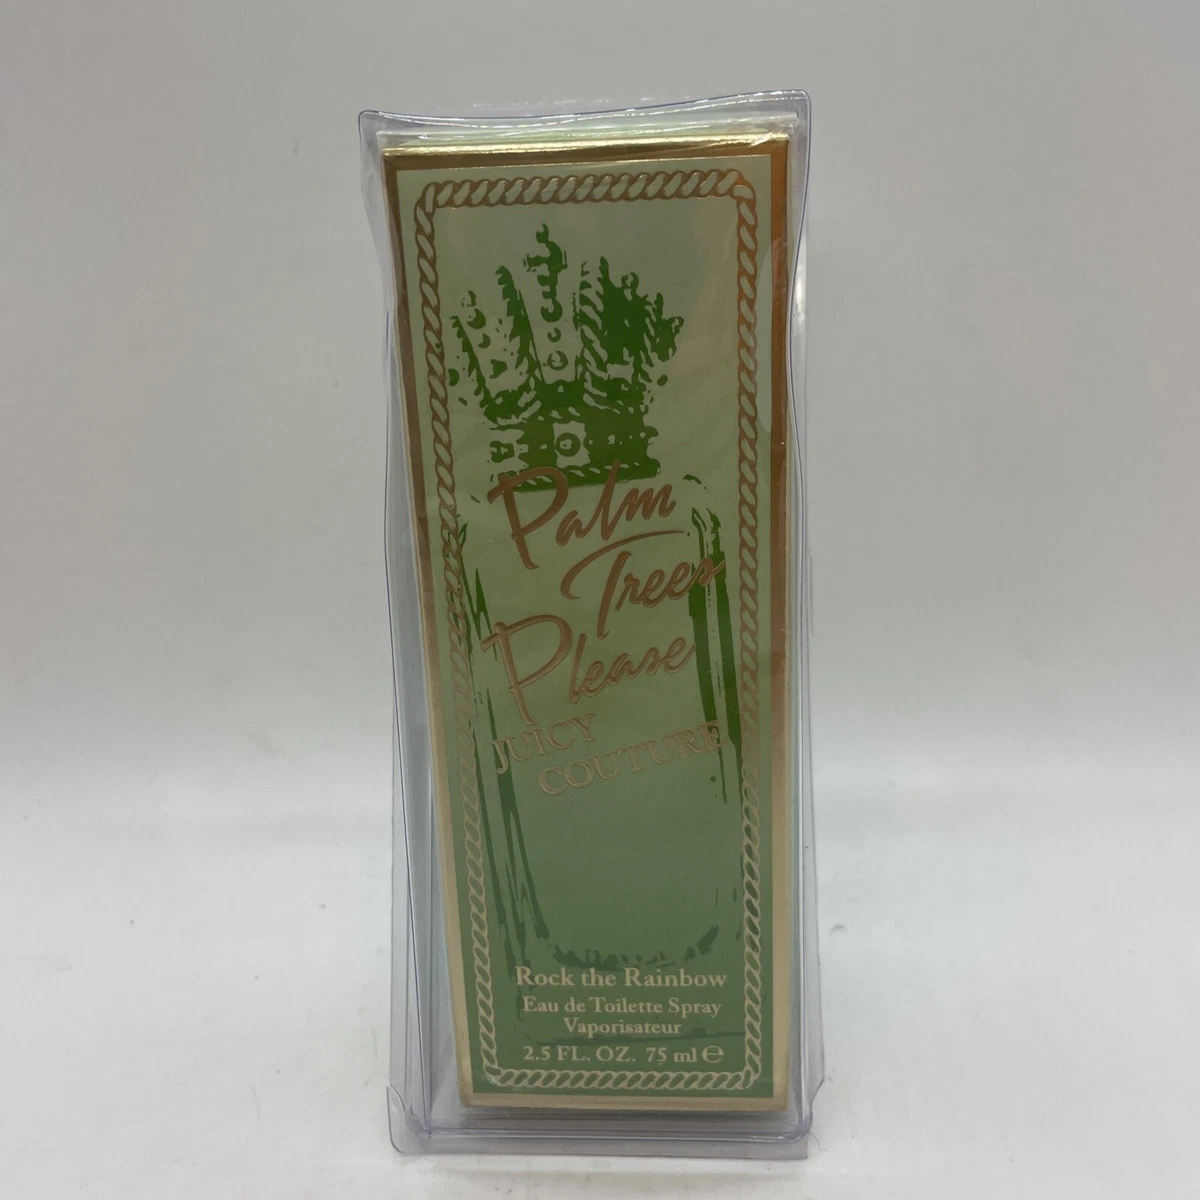 Palm
Trees
Please
JUICY
COUTURE
Rock the Rainbow
Eau de Toilette Spray
Vaporisateur
2.5 FL. OZ. 75 ml ℮